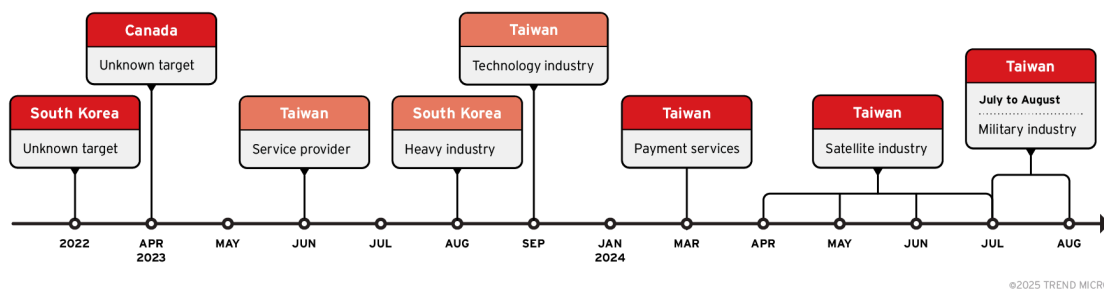 Canada
Unknown target
Taiwan
Technology industry
Taiwan
July to August
Military industry
South Korea
Unknown target
Taiwan
Service provider
South Korea
Heavy industry
Taiwan
Payment services
Taiwan
Satellite industry
2022
APR
2023
MAY
JUN
JUL
AUG
SEP
JAN
2024
MAR
APR
MAY
JUN
JUL
AUG
©2025 TREND MICR